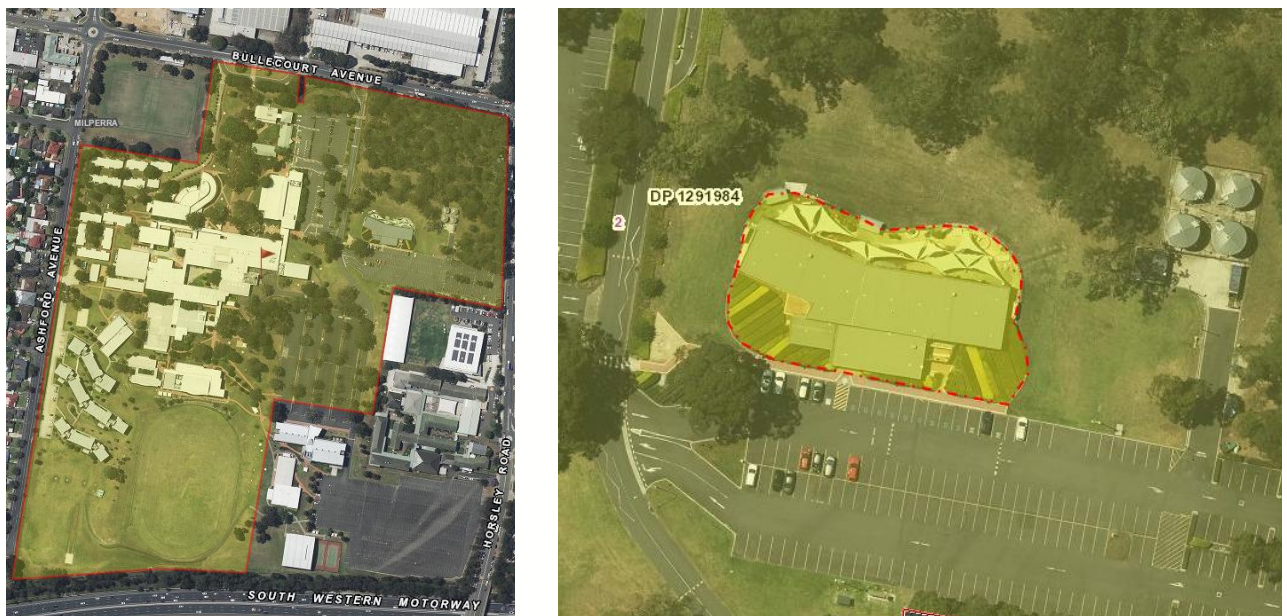 BULLECOURT AVENUE
MILPERRA
ASHFORD AVENUE
HORSLEY ROAD
SOUTH WESTERN MOTORWAY
DP 1291984
2